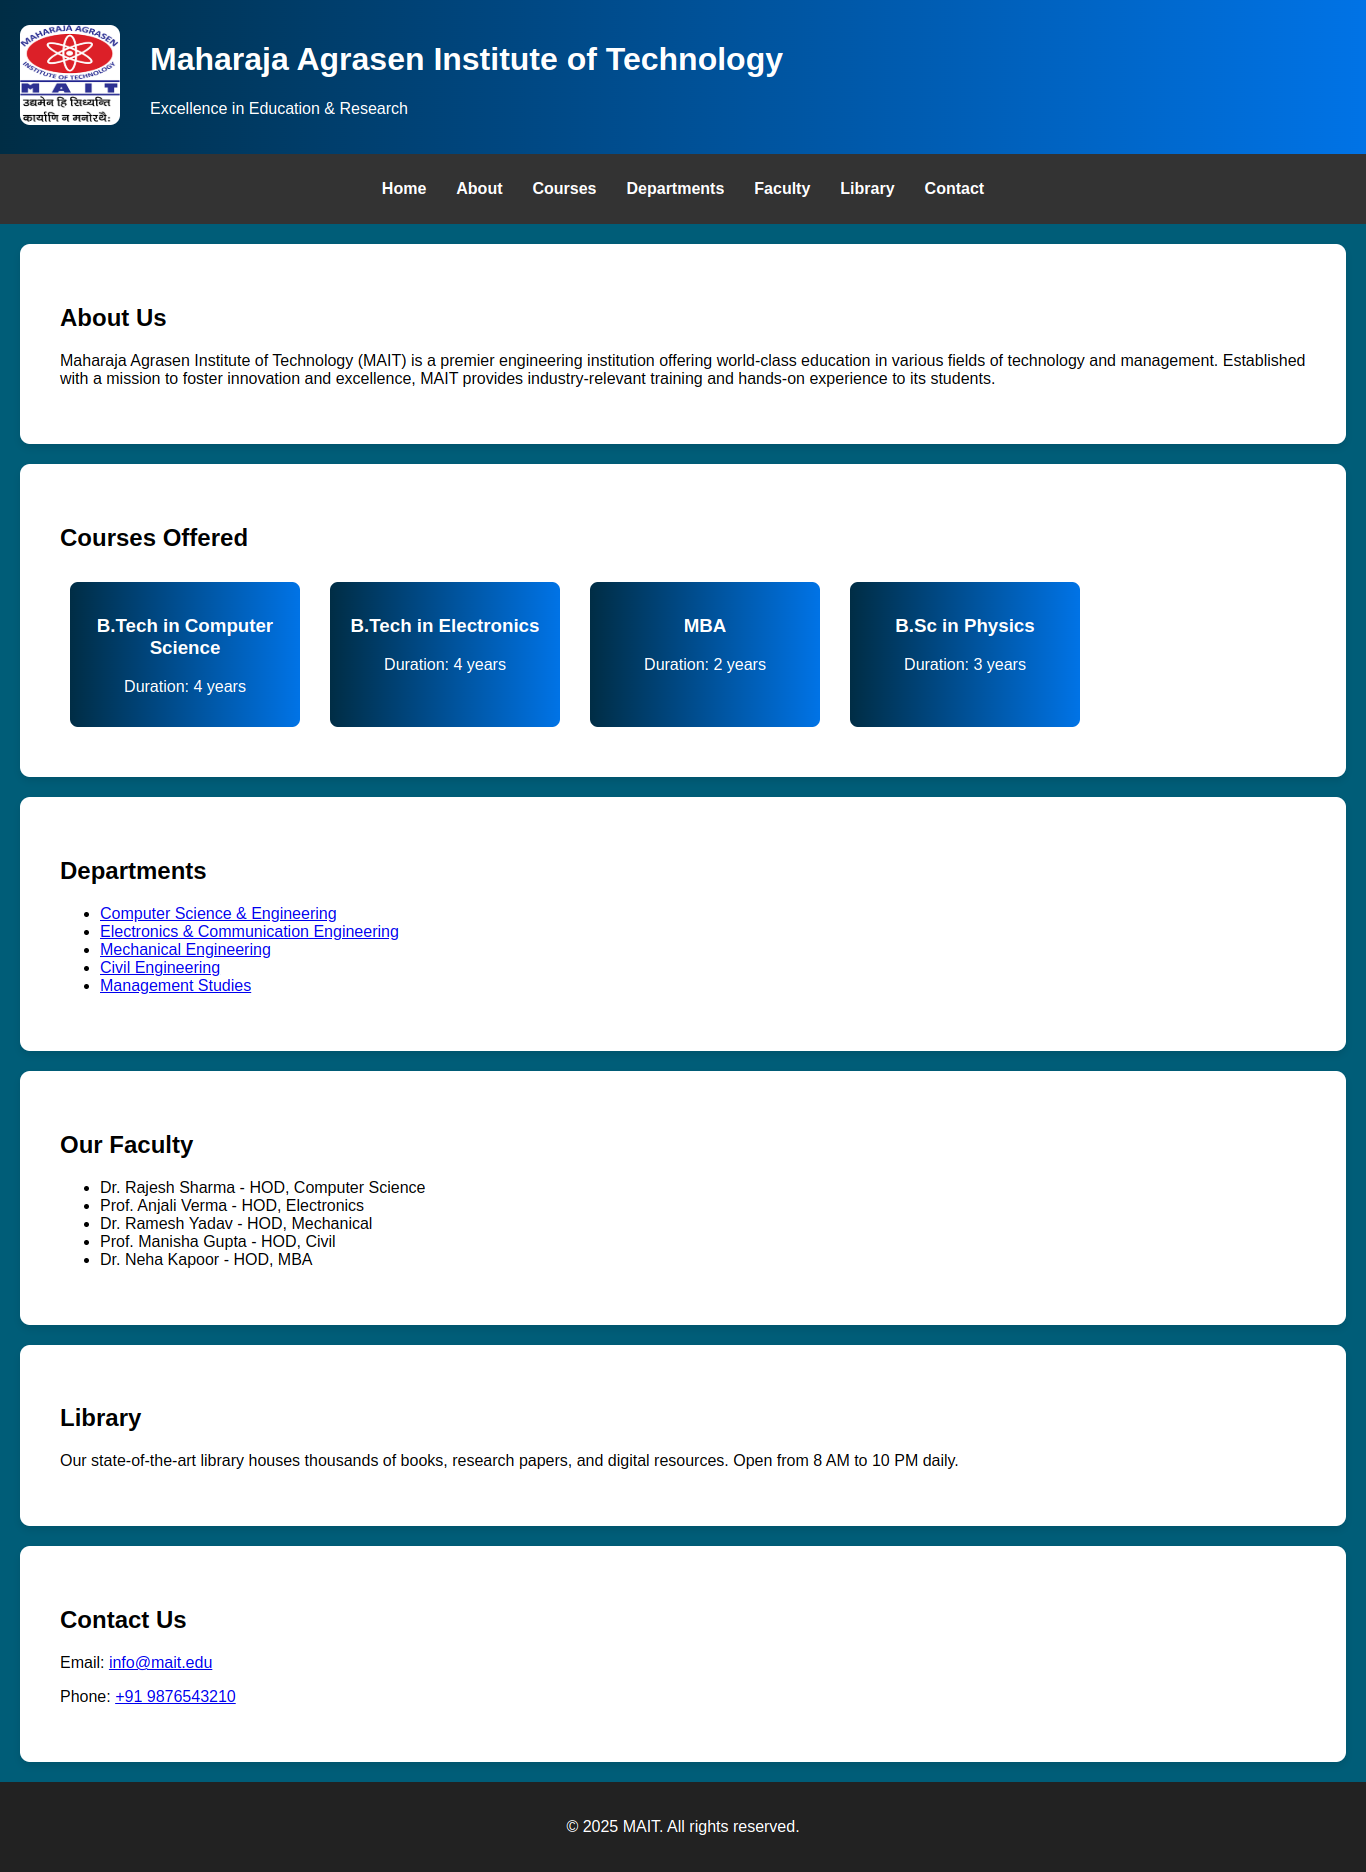 MAHARAJA AGRASEN
INSTITUTE OF TECHNOLOGY
MAIT
उद्यमेन हि सिध्यन्ति
कार्याणि न मनोरथै:
Maharaja Agrasen Institute of Technology
Excellence in Education & Research
Home About Courses Departments Faculty Library Contact
About Us
Maharaja Agrasen Institute of Technology (MAIT) is a premier engineering institution offering world-class education in various fields of technology and management. Established
with a mission to foster innovation and excellence, MAIT provides industry-relevant training and hands-on experience to its students.
Courses Offered
B.Tech in Computer
Science
Duration: 4 years
B.Tech in Electronics
Duration: 4 years
MBA
Duration: 2 years
B.Sc in Physics
Duration: 3 years
Departments
Computer Science & Engineering
Electronics & Communication Engineering
Mechanical Engineering
Civil Engineering
Management Studies
Our Faculty
Dr. Rajesh Sharma - HOD, Computer Science
Prof. Anjali Verma - HOD, Electronics
Dr. Ramesh Yadav - HOD, Mechanical
Prof. Manisha Gupta - HOD, Civil
Dr. Neha Kapoor - HOD, MBA
Library
Our state-of-the-art library houses thousands of books, research papers, and digital resources. Open from 8 AM to 10 PM daily.
Contact Us
Email: info@mait.edu
Phone: +91 9876543210
© 2025 MAIT. All rights reserved.